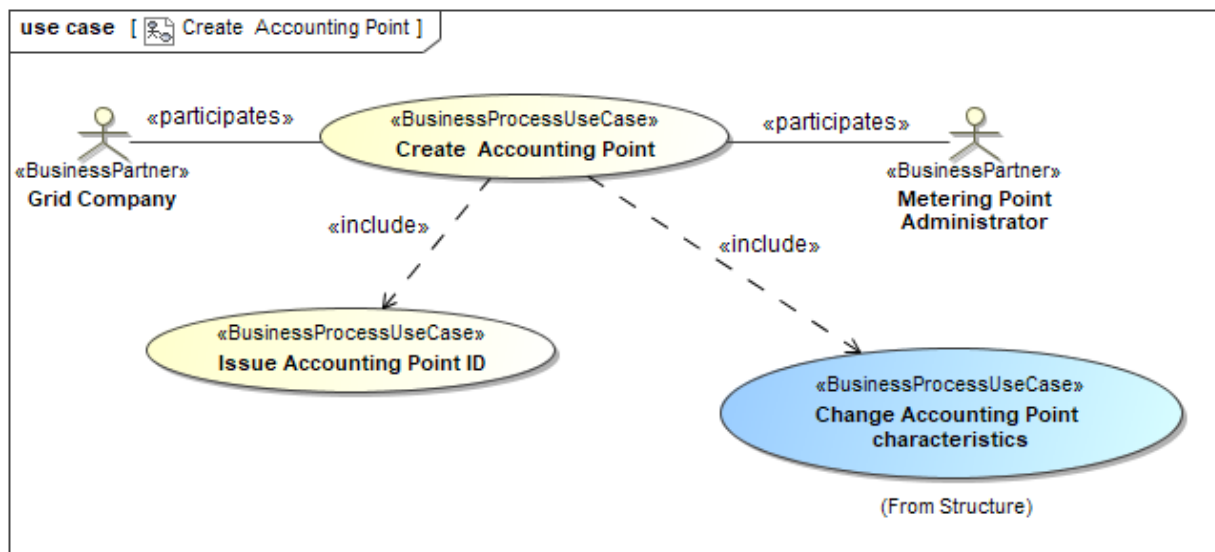 use case [ Create Accounting Point ]
«participates»
«BusinessProcessUseCase»
Create Accounting Point
«participates»
«BusinessPartner»
Grid Company
«BusinessPartner»
Metering Point
Administrator
«include»
«include»
«BusinessProcessUseCase»
Issue Accounting Point ID
«BusinessProcessUseCase»
Change Accounting Point
characteristics
(From Structure)